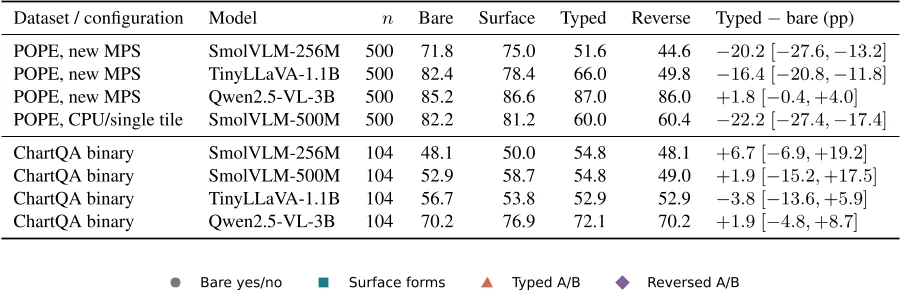 Dataset / configuration Model n Bare Surface Typed Reverse Typed − bare (pp)
POPE, new MPS SmolVLM-256M 500 71.8 75.0 51.6 44.6 −20.2 [−27.6, −13.2]
POPE, new MPS TinyLLaVA-1.1B 500 82.4 78.4 66.0 49.8 −16.4 [−20.8, −11.8]
POPE, new MPS Qwen2.5-VL-3B 500 85.2 86.6 87.0 86.0 +1.8 [−0.4, +4.0]
POPE, CPU/single tile SmolVLM-500M 500 82.2 81.2 60.0 60.4 −22.2 [−27.4, −17.4]
ChartQA binary SmolVLM-256M 104 48.1 50.0 54.8 48.1 +6.7 [−6.9, +19.2]
ChartQA binary SmolVLM-500M 104 52.9 58.7 54.8 49.0 +1.9 [−15.2, +17.5]
ChartQA binary TinyLLaVA-1.1B 104 56.7 53.8 52.9 52.9 −3.8 [−13.6, +5.9]
ChartQA binary Qwen2.5-VL-3B 104 70.2 76.9 72.1 70.2 +1.9 [−4.8, +8.7]
Bare yes/no Surface forms Typed A/B Reversed A/B